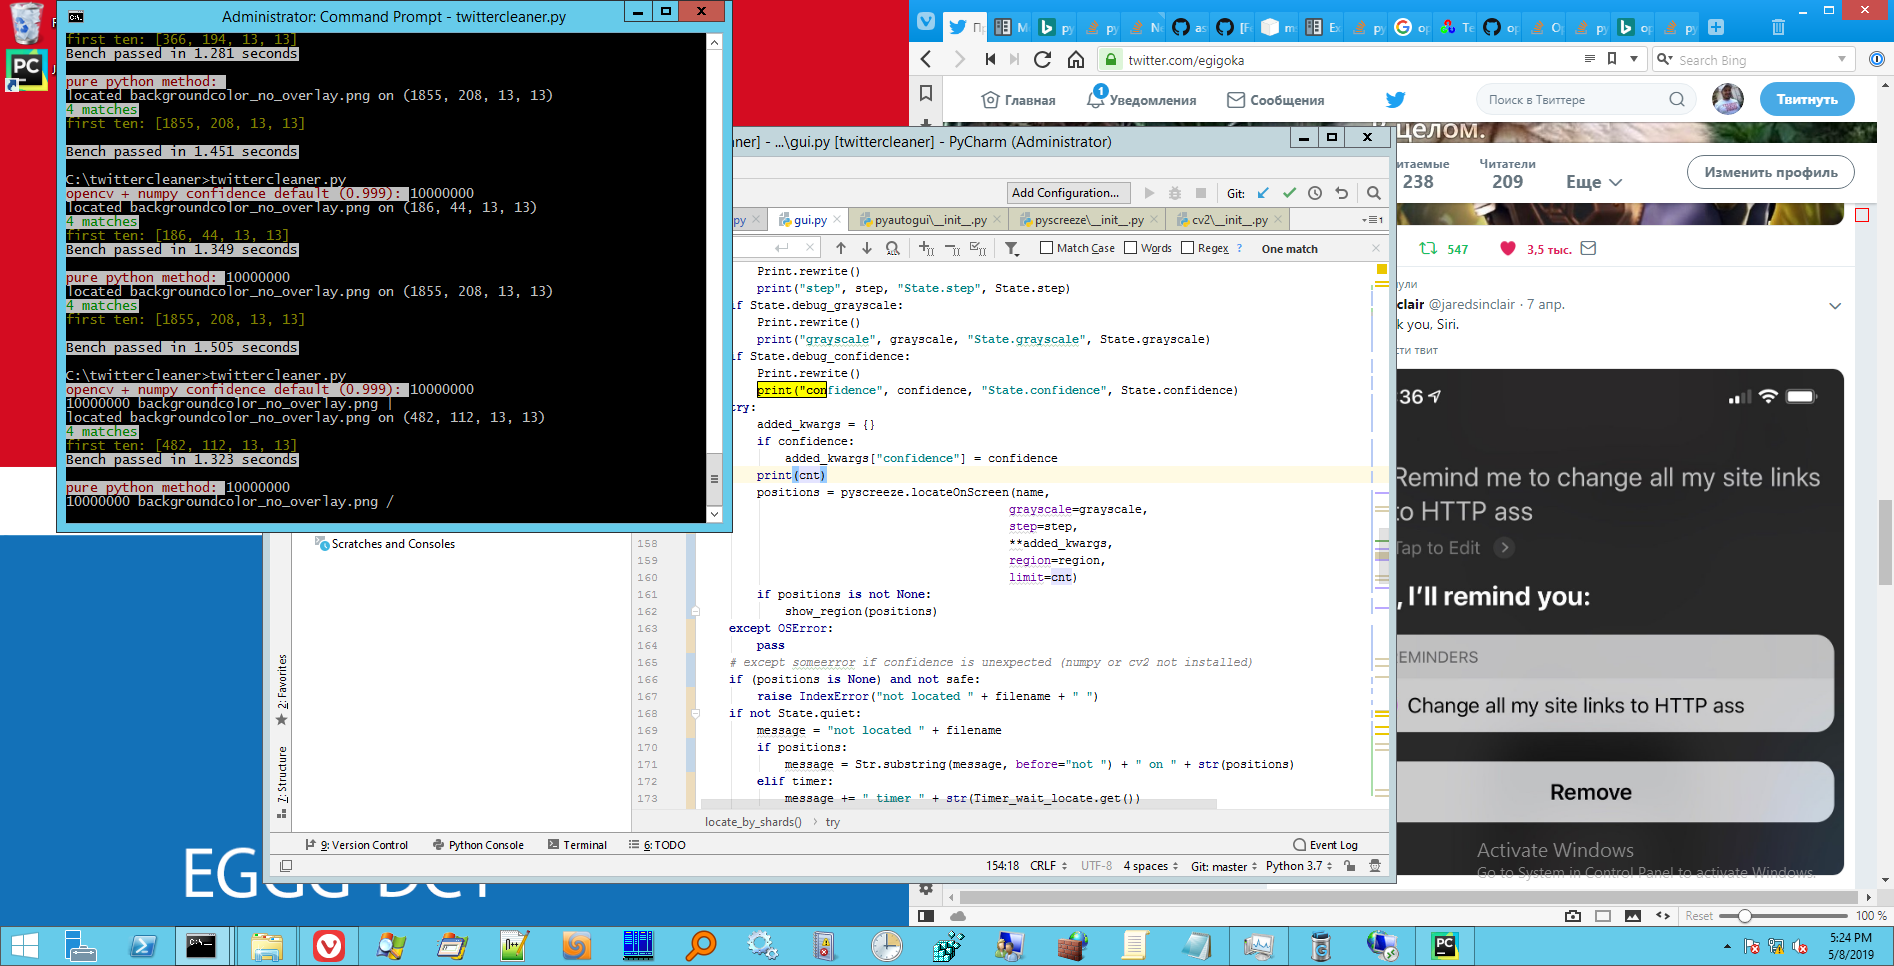 Administrator: Command Prompt - twittercleaner.py
first ten: [366, 194, 13, 13]
Bench passed in 1.281 seconds
pure python method:
located backgroundcolor_no_overlay.png on (1855, 208, 13, 13)
4 matches
first ten: [1855, 208, 13, 13]
Bench passed in 1.451 seconds
C:\twittercleaner>twittercleaner.py
opencv + numpy confidence default (0.999): 10000000
located backgroundcolor_no_overlay.png on (186, 44, 13, 13)
4 matches
first ten: [186, 44, 13, 13]
Bench passed in 1.349 seconds
pure python method: 10000000
located backgroundcolor_no_overlay.png on (1855, 208, 13, 13)
4 matches
first ten: [1855, 208, 13, 13]
Bench passed in 1.505 seconds
C:\twittercleaner>twittercleaner.py
opencv + numpy confidence default (0.999): 10000000
10000000 backgroundcolor_no_overlay.png |
located backgroundcolor_no_overlay.png on (482, 112, 13, 13)
4 matches
first ten: [482, 112, 13, 13]
Bench passed in 1.323 seconds
pure python method: 10000000
10000000 backgroundcolor_no_overlay.png /
twitter.com/egigoka
Search Bing
Главная
1
Уведомления
Сообщения
Поиск в Твиттере
Твитнуть
целом.
итаемые
238
Читатели
209
Еще
Изменить профиль
547
3,5 тыс.
нули
clair @jaredsinclair · 7 апр.
k you, Siri.
сти твит
:36
Remind me to change all my site links
to HTTP ass
Tap to Edit
, I'll remind you:
EMINDERS
Change all my site links to HTTP ass
Remove
Activate Windows
Go to System in Control Panel to activate Windows.
Reset
100 %
ner] - ...\gui.py [twittercleaner] - PyCharm (Administrator)
Add Configuration...
Git:
.py
gui.py
pyautogui\__init__.py
pyscreeze\__init__.py
cv2\__init__.py
Match Case
Words
Regex
?
One match
Print.rewrite()
print("step", step, "State.step", State.step)
if State.debug_grayscale:
Print.rewrite()
print("grayscale", grayscale, "State.grayscale", State.grayscale)
if State.debug_confidence:
Print.rewrite()
print("confidence", confidence, "State.confidence", State.confidence)
try:
added_kwargs = {}
if confidence:
added_kwargs["confidence"] = confidence
print(cnt)
positions = pyscreeze.locateOnScreen(name,
grayscale=grayscale,
step=step,
158 **added_kwargs,
159 region=region,
160 limit=cnt)
161 if positions is not None:
162 show_region(positions)
163 except OSError:
164 pass
165 # except someerror if confidence is unexpected (numpy or cv2 not installed)
166 if (positions is None) and not safe:
167 raise IndexError("not located " + filename + " ")
168 if not State.quiet:
169 message = "not located " + filename
170 if positions:
171 message = Str.substring(message, before="not ") + " on " + str(positions)
172 elif timer:
173 message += " timer " + str(Timer_wait_locate.get())
Scratches and Consoles
2: Favorites
7: Structure
locate_by_shards() › try
9: Version Control
Python Console
Terminal
6: TODO
Event Log
154:18
CRLF
UTF-8
4 spaces
Git: master
Python 3.7
5:24 PM
5/8/2019